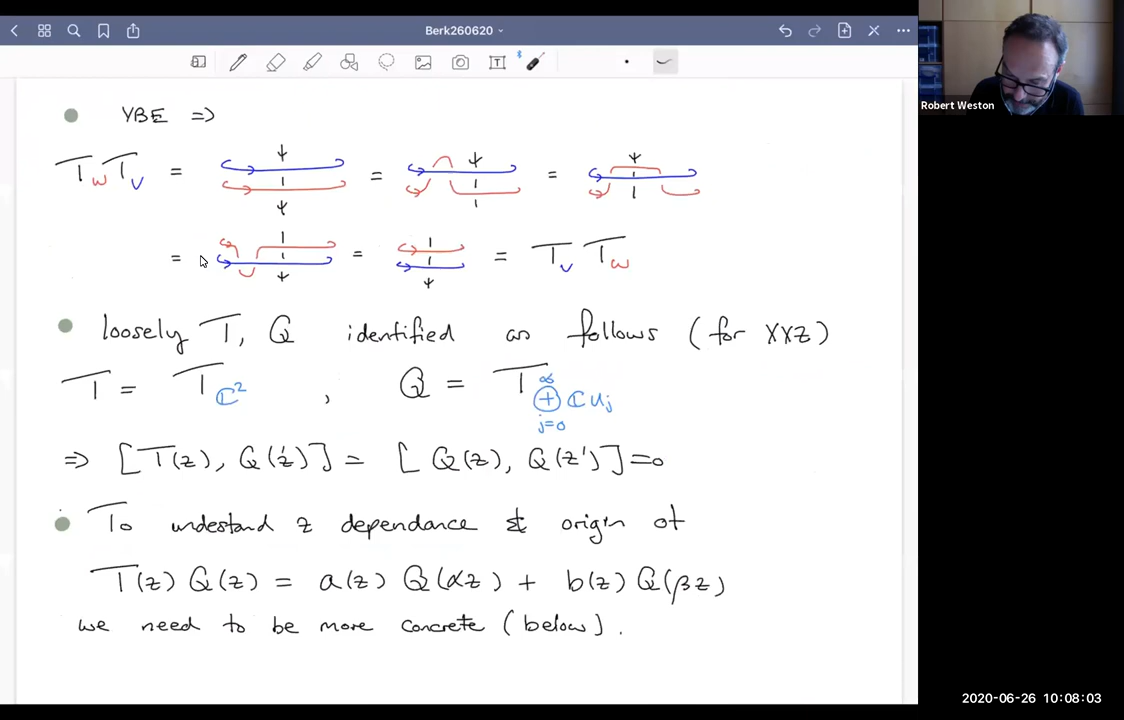 Berk260620
Robert Weston
YBE =>
T_W T_V = = =
= = = T_V T_W
loosely T, Q identified as follows (for XXZ)
T = T_{ℂ²} , Q = T_{⊕_{j=0}^{∞} ℂ u_j}
=> [T(z), Q(z')] = [Q(z), Q(z')] = 0
To undestand z dependance & origin of
T(z) Q(z) = a(z) Q(αz) + b(z) Q(βz)
we need to be more concrete (below).
2020-06-26 10:08:03